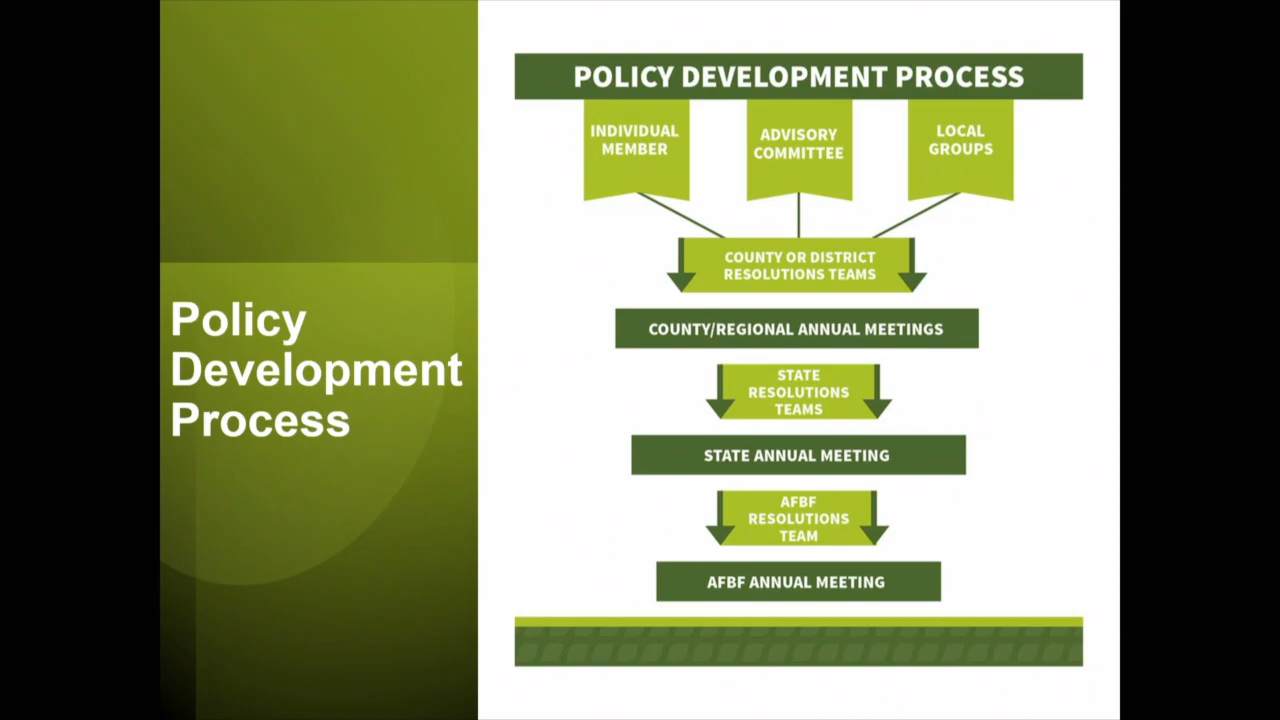 Policy
Development
Process
POLICY DEVELOPMENT PROCESS
INDIVIDUAL
MEMBER
ADVISORY
COMMITTEE
LOCAL
GROUPS
COUNTY OR DISTRICT
RESOLUTIONS TEAMS
COUNTY/REGIONAL ANNUAL MEETINGS
STATE
RESOLUTIONS
TEAMS
STATE ANNUAL MEETING
AFBF
RESOLUTIONS
TEAM
AFBF ANNUAL MEETING